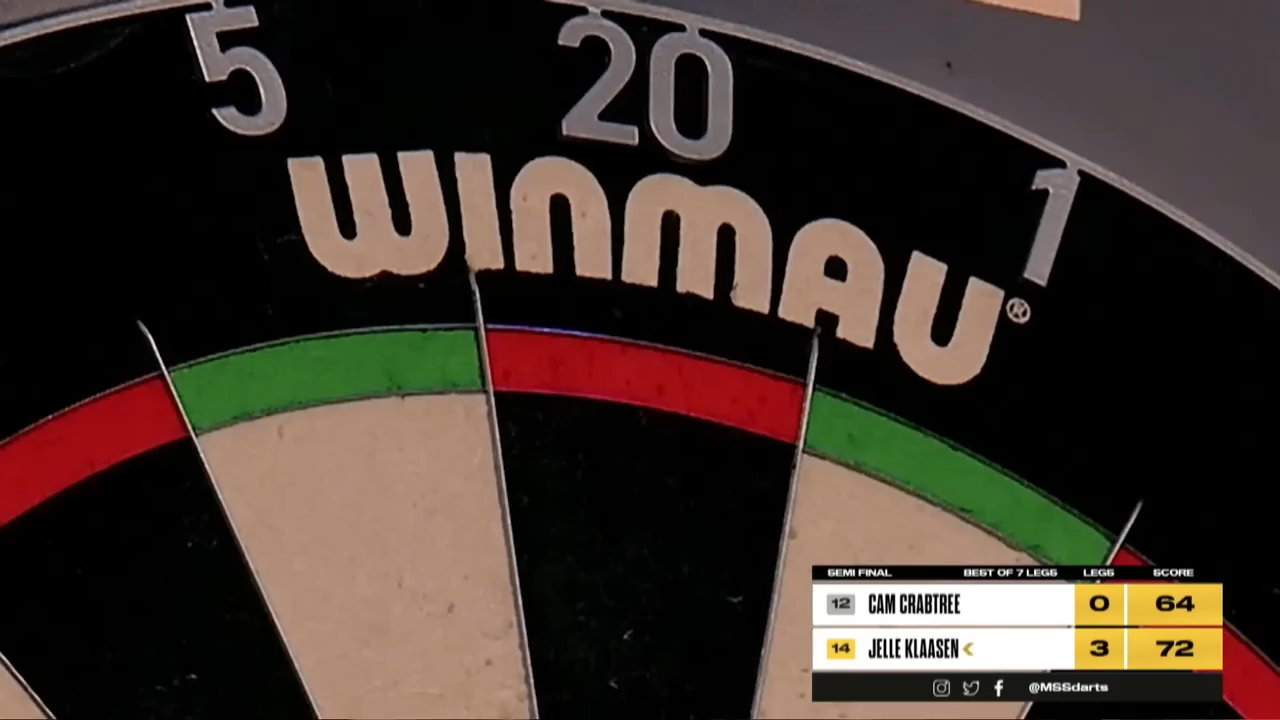 5 20 1
WINMAU®
SEMI FINAL BEST OF 7 LEGS LEGS SCORE
12 CAM CRABTREE 0 64
14 JELLE KLAASEN 3 72
@MSSdarts